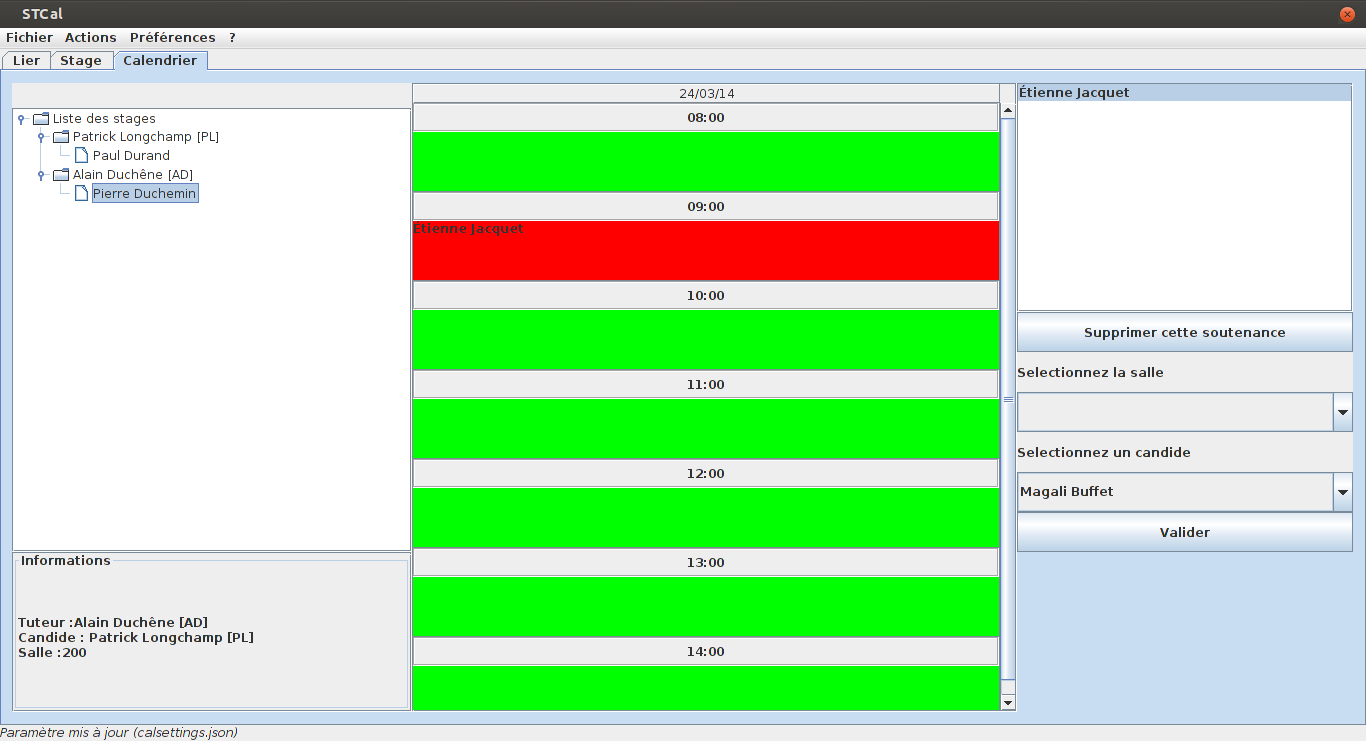 STCal
Fichier Actions Préférences ?
Lier Stage Calendrier
Liste des stages
Patrick Longchamp [PL]
Paul Durand
Alain Duchêne [AD]
Pierre Duchemin
Informations
Tuteur :Alain Duchêne [AD]
Candide : Patrick Longchamp [PL]
Salle :200
24/03/14
08:00
09:00
Étienne Jacquet
10:00
11:00
12:00
13:00
14:00
Étienne Jacquet
Supprimer cette soutenance
Selectionnez la salle
Selectionnez un candide
Magali Buffet
Valider
Paramètre mis à jour (calsettings.json)